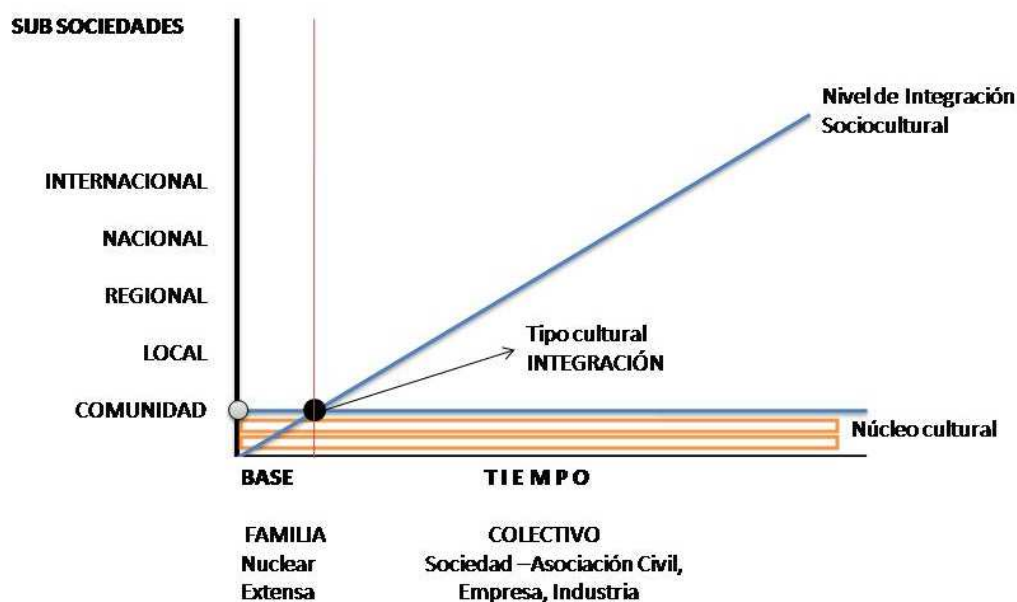 SUB SOCIEDADES
Nivel de Integración
Sociocultural
INTERNACIONAL
NACIONAL
REGIONAL
LOCAL
Tipo cultural
INTEGRACIÓN
COMUNIDAD
Núcleo cultural
BASE
TIEMPO
FAMILIA
Nuclear
Extensa
COLECTIVO
Sociedad –Asociación Civil,
Empresa, Industria